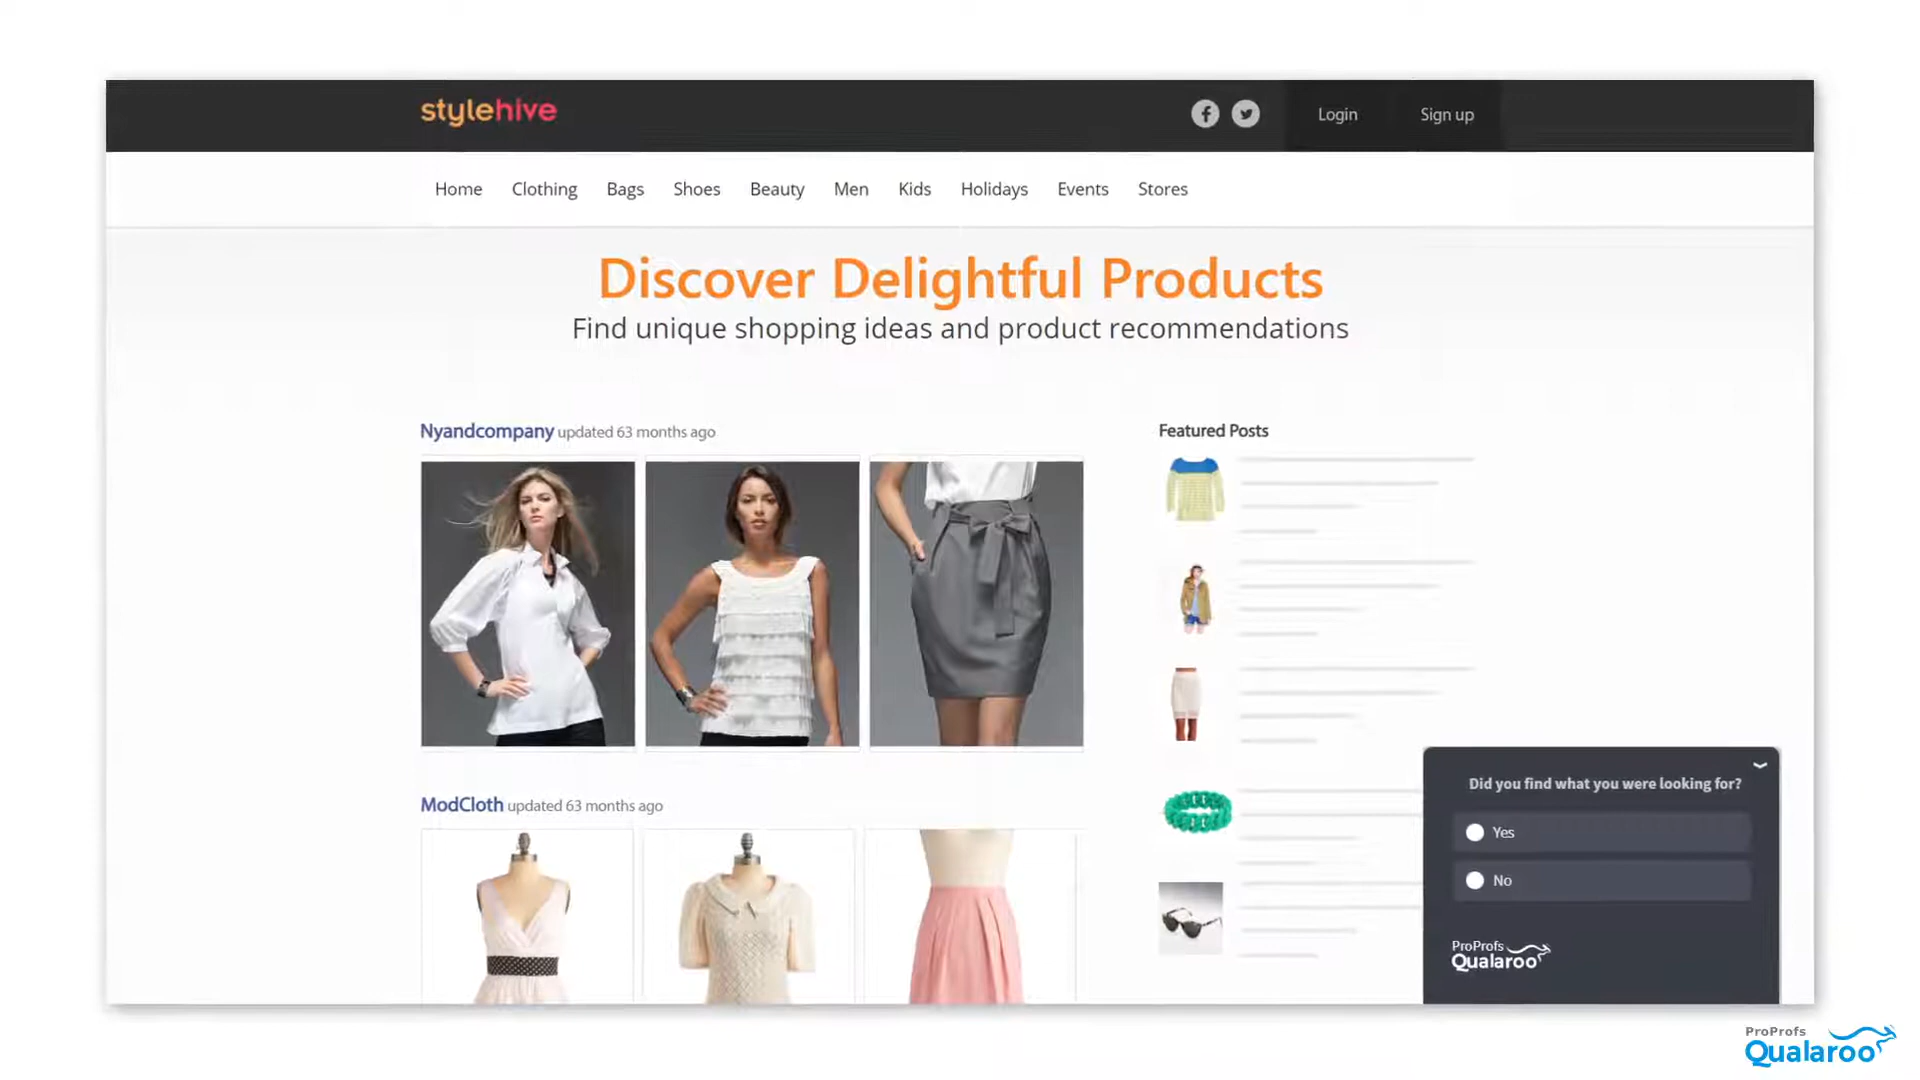 stylehive
Login
Sign up
Home Clothing Bags Shoes Beauty Men Kids Holidays Events Stores
Discover Delightful Products
Find unique shopping ideas and product recommendations
Nyandcompany updated 63 months ago
Featured Posts
ModCloth updated 63 months ago
Did you find what you were looking for?
Yes
No
ProProfs
Qualaroo
ProProfs
Qualaroo